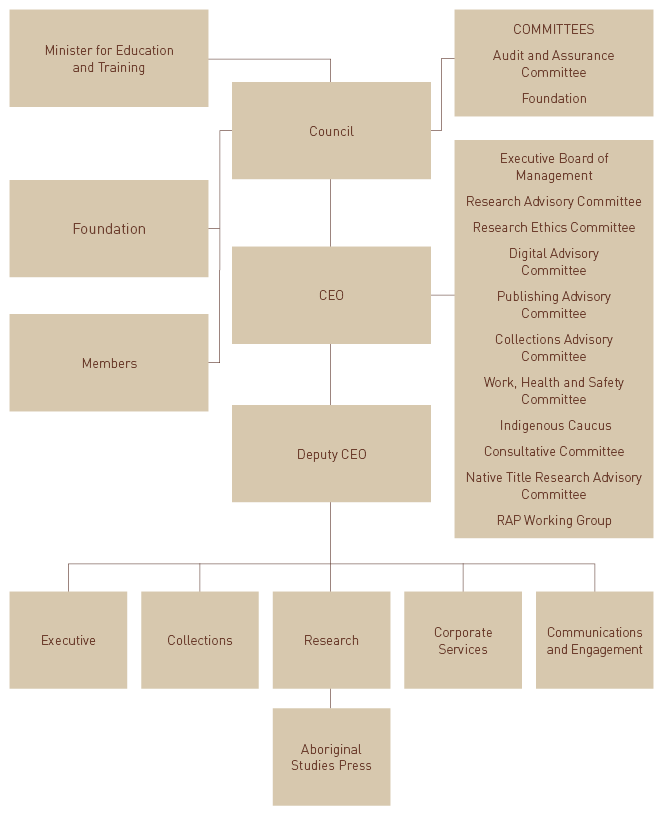 Minister for Education
and Training
COMMITTEES
Audit and Assurance
Committee
Foundation
Council
Foundation
Members
CEO
Executive Board of
Management
Research Advisory Committee
Research Ethics Committee
Digital Advisory
Committee
Publishing Advisory
Committee
Collections Advisory
Committee
Work, Health and Safety
Committee
Indigenous Caucus
Consultative Committee
Native Title Research Advisory
Committee
RAP Working Group
Deputy CEO
Executive
Collections
Research
Corporate
Services
Communications
and Engagement
Aboriginal
Studies Press